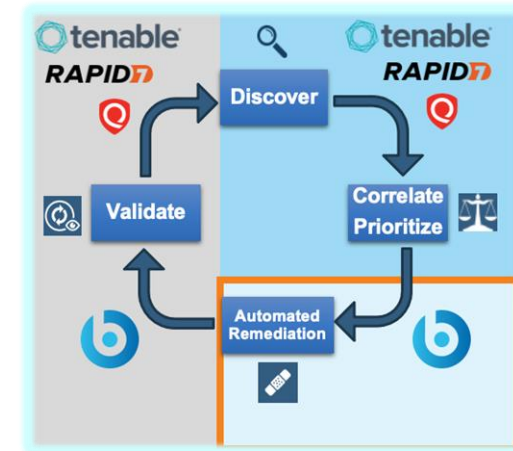 tenable
RAPID7
Discover
tenable
RAPID7
Validate
Correlate
Prioritize
Automated
Remediation